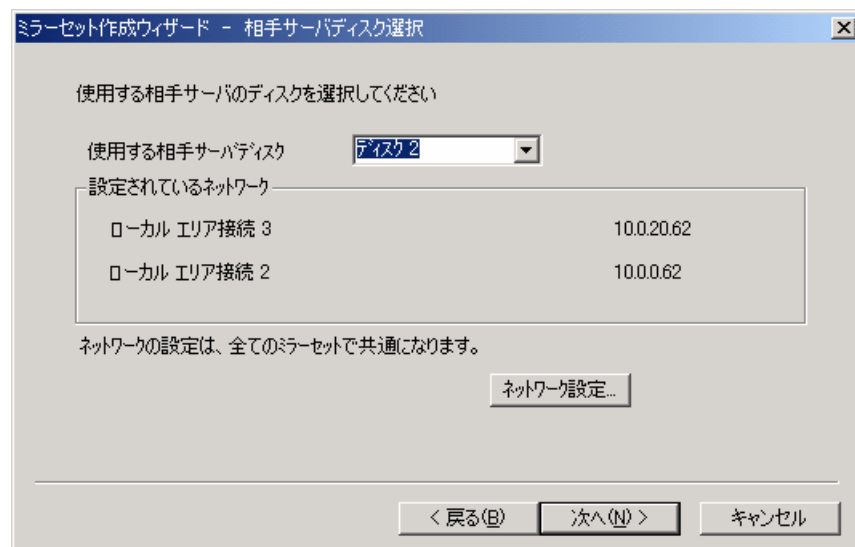 ミラーセット作成ウィザード － 相手サーバディスク選択
使用する相手サーバのディスクを選択してください
使用する相手サーバディスク ディスク 2
設定されているネットワーク
ローカル エリア接続 3 10.0.20.62
ローカル エリア接続 2 10.0.0.62
ネットワークの設定は、全てのミラーセットで共通になります。
ネットワーク設定...
< 戻る(B) 次へ(N) > キャンセル